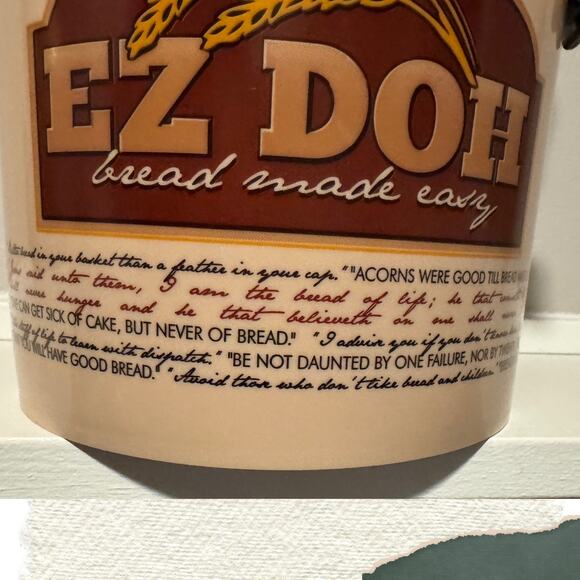 EZ DOH
bread made easy
bread in your basket than a feather in your cap." "ACORNS WERE GOOD TILL BREAD
said unto them, I am the bread of life; he that
never hunger and he that believeth on me shall
CAN GET SICK OF CAKE, BUT NEVER OF BREAD." "I advise you if you don't know
of life to learn with dispatch." "BE NOT DAUNTED BY ONE FAILURE, NOR BY
YOU WILL HAVE GOOD BREAD. "Avoid those who don't like bread and children."